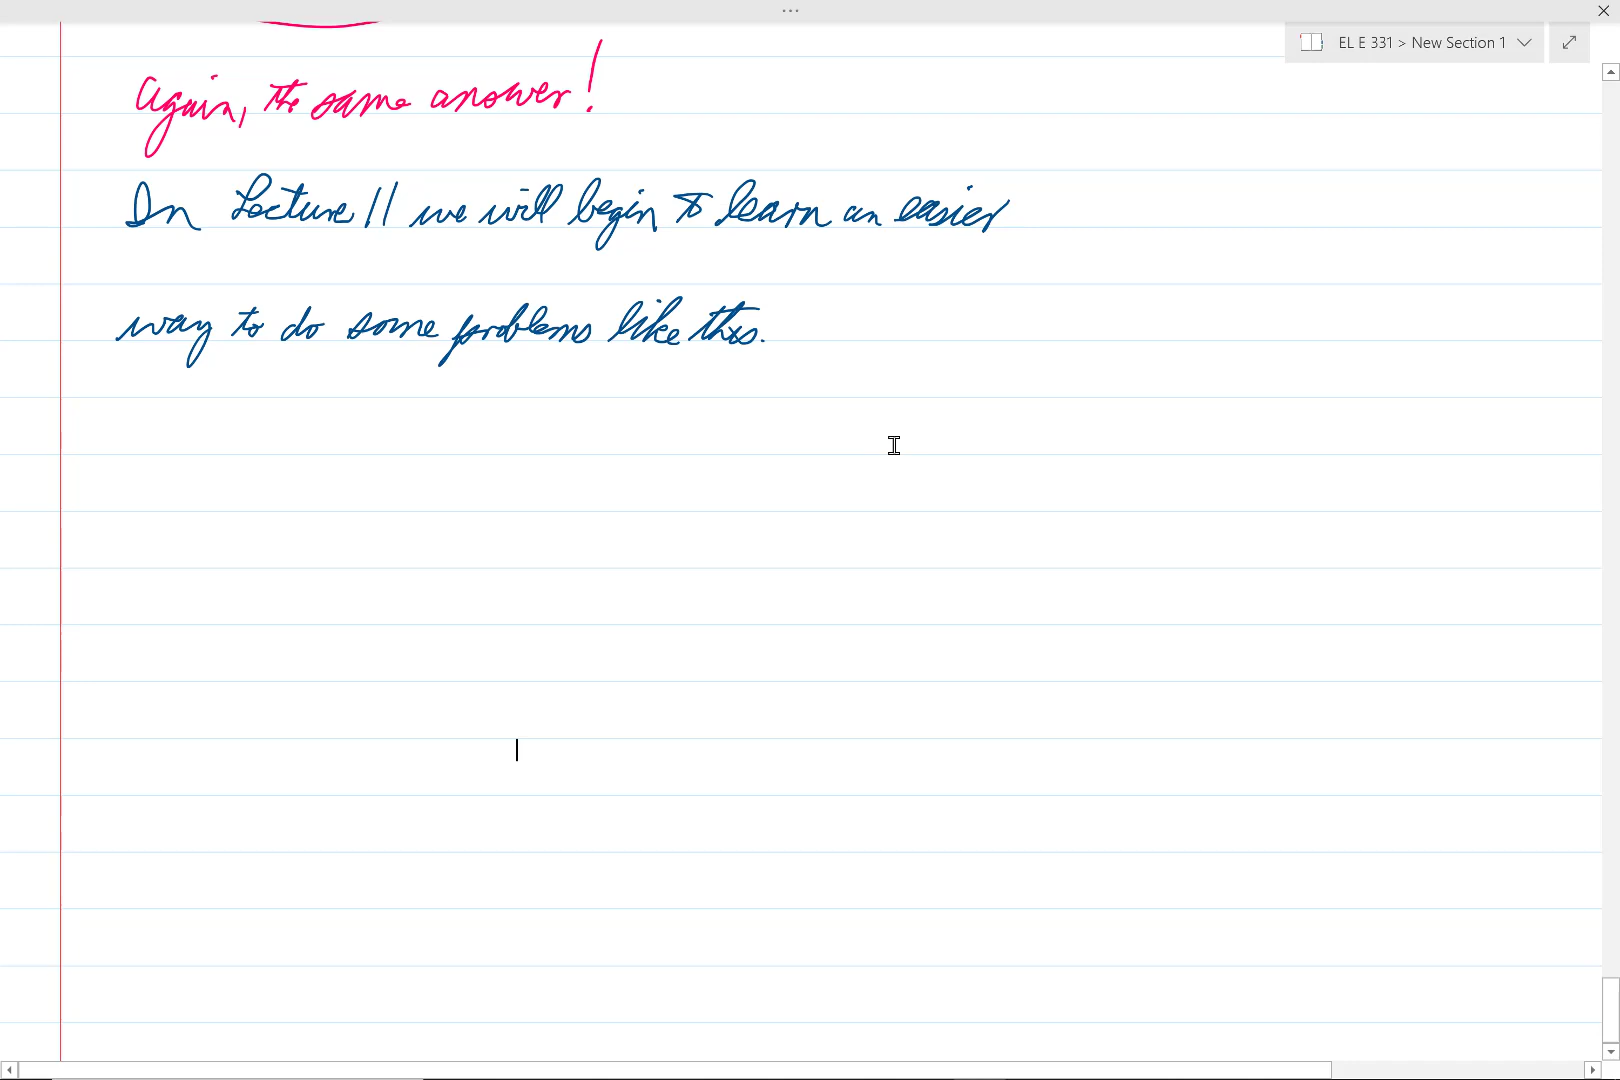 EL E 331 > New Section 1
Again, the same answer!
In Lecture 11 we will begin to learn an easier
way to do some problems like this.